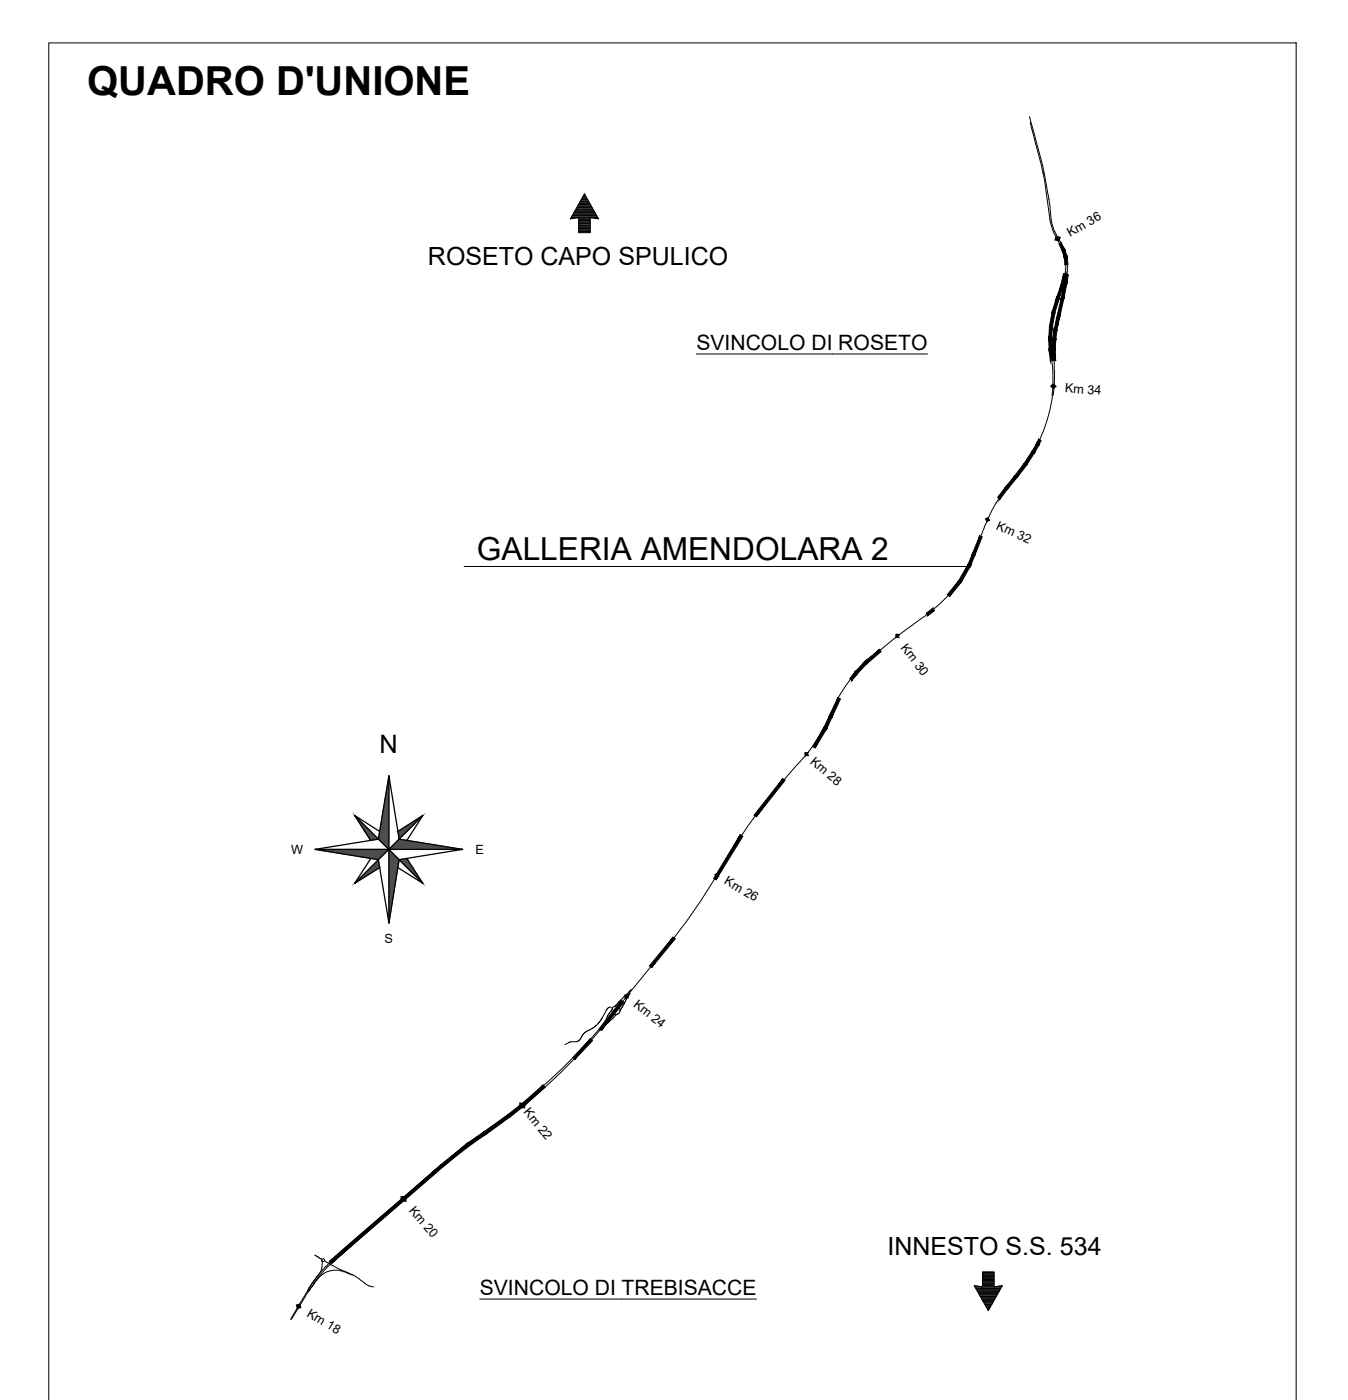 QUADRO D'UNIONE
Km 36
ROSETO CAPO SPULICO
SVINCOLO DI ROSETO
Km 34
Km 32
GALLERIA AMENDOLARA 2
Km 30
N
Km 28
W
E
Km 26
S
Km 24
Km 22
Km 20
INNESTO S.S. 534
SVINCOLO DI TREBISACCE
Km 18